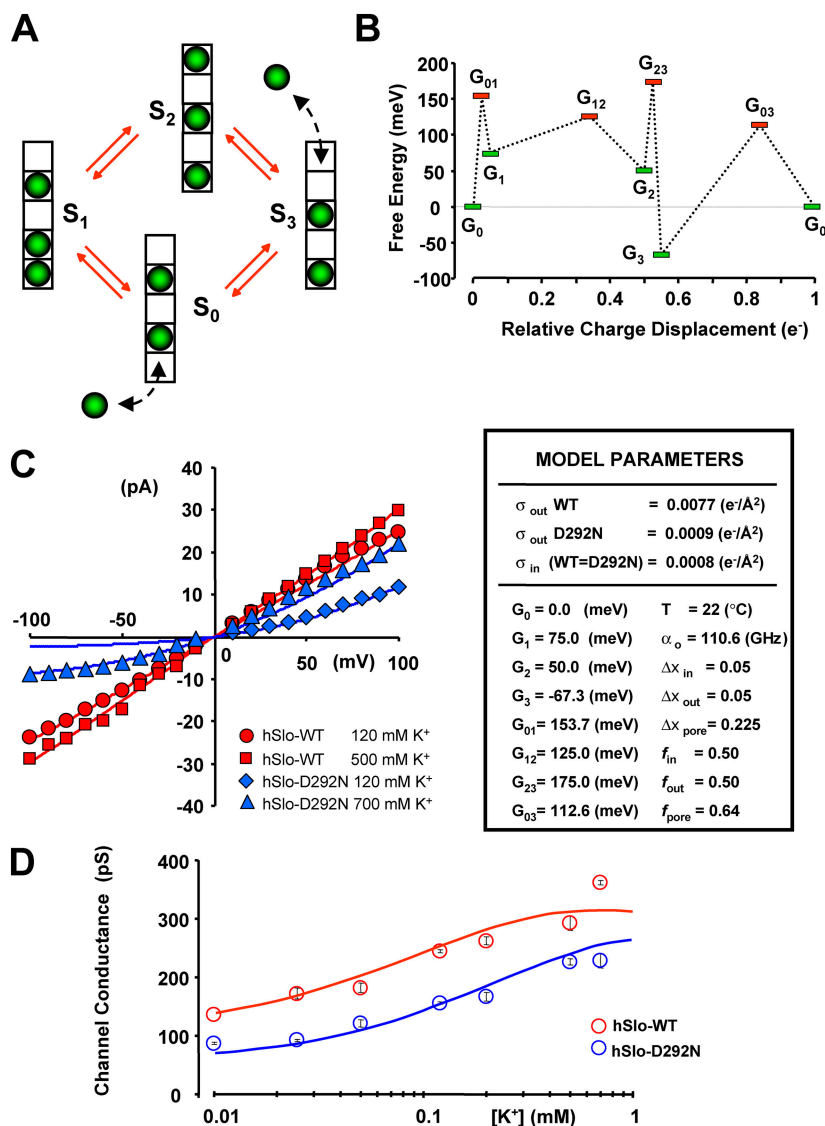 A
S2
S1
S3
S0
B
Free Energy (meV)
200
150
100
50
0
-50
-100
G01
G12
G23
G03
G1
G2
G0
G3
G0
0 0.2 0.4 0.6 0.8 1
Relative Charge Displacement (e-)
C
(pA)
40
30
20
10
-100 -50
0 50 100
(mV)
-10
-20
-30
-40
hSlo-WT 120 mM K+
hSlo-WT 500 mM K+
hSlo-D292N 120 mM K+
hSlo-D292N 700 mM K+
MODEL PARAMETERS
σ out WT = 0.0077 (e-/Å2)
σ out D292N = 0.0009 (e-/Å2)
σ in (WT=D292N) = 0.0008 (e-/Å2)
G0 = 0.0 (meV) T = 22 (°C)
G1 = 75.0 (meV) αo = 110.6 (GHz)
G2 = 50.0 (meV) Δx in = 0.05
G3 = -67.3 (meV) Δx out = 0.05
G01= 153.7 (meV) Δxpore= 0.225
G12= 125.0 (meV) fin = 0.50
G23= 175.0 (meV) fout = 0.50
G03= 112.6 (meV) fpore = 0.64
D
Channel Conductance (pS)
400
300
200
100
0
hSlo-WT
hSlo-D292N
0.01 0.1 [K+] (mM) 1